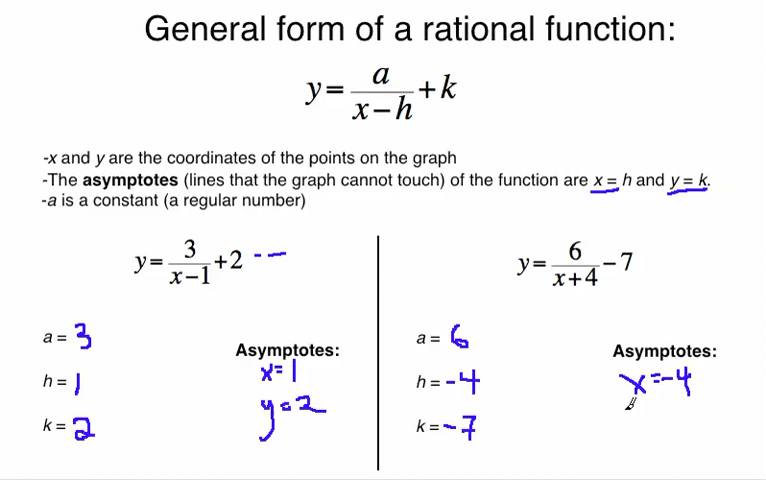 General form of a rational function:
y = a/(x − h) + k
-x and y are the coordinates of the points on the graph
-The asymptotes (lines that the graph cannot touch) of the function are x = h and y = k.
-a is a constant (a regular number)
y = 3/(x−1) + 2
a = 3
h = 1
k = 2
Asymptotes:
x = 1
y = 2
y = 6/(x+4) − 7
a = 6
h = -4
k = -7
Asymptotes:
x = -4